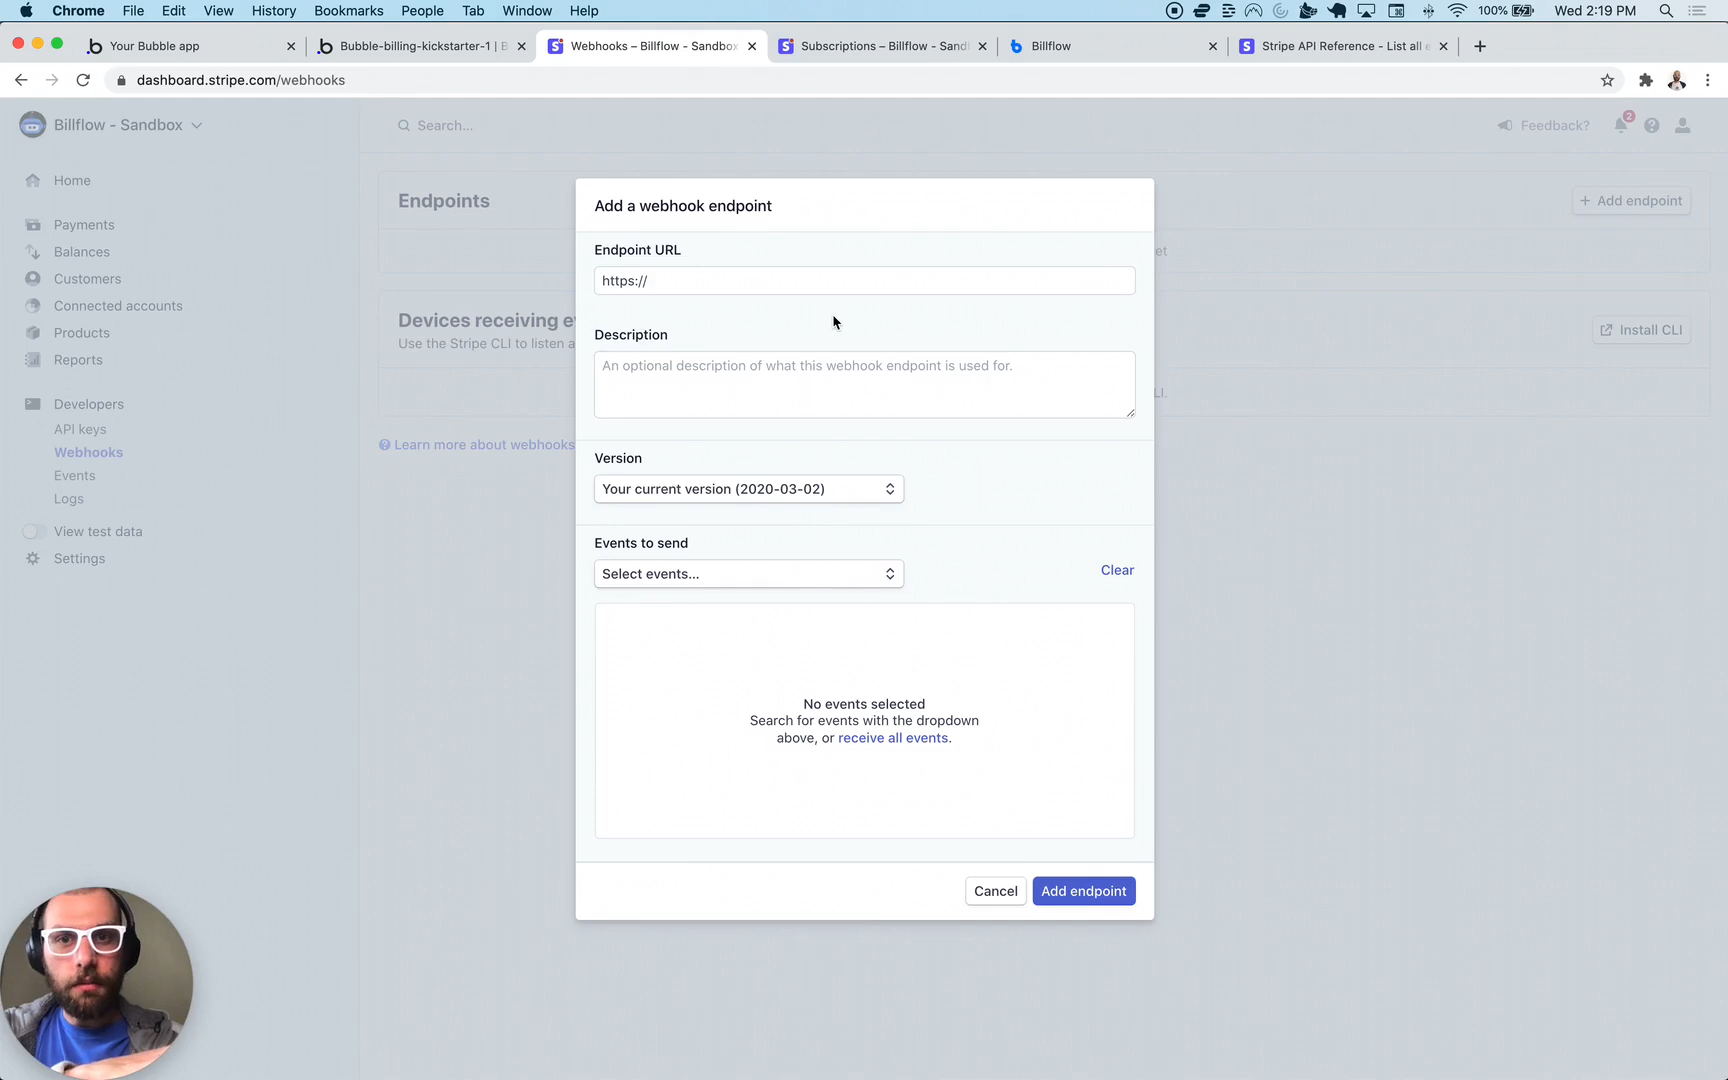 Chrome File Edit View History Bookmarks People Tab Window Help 100% Wed 2:19 PM
Your Bubble app
Bubble-billing-kickstarter-1 | B
Webhooks – Billflow - Sandbox
Subscriptions – Billflow - Sand
Billflow
Stripe API Reference - List all e
dashboard.stripe.com/webhooks
Billflow - Sandbox
Search...
Feedback?
2
Home
Payments
Balances
Customers
Connected accounts
Products
Reports
Developers
API keys
Webhooks
Events
Logs
View test data
Settings
Endpoints
+ Add endpoint
et
Devices receiving e
Use the Stripe CLI to listen a
Install CLI
LI.
Learn more about webhooks
Add a webhook endpoint
Endpoint URL
https://
Description
An optional description of what this webhook endpoint is used for.
Version
Your current version (2020-03-02)
Events to send
Select events...
Clear
No events selected
Search for events with the dropdown
above, or receive all events.
Cancel
Add endpoint